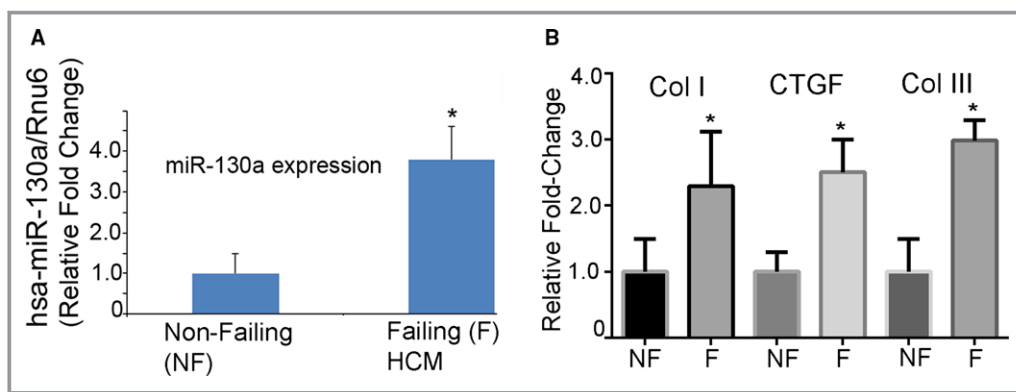 A
hsa-miR-130a/Rnu6
(Relative Fold Change)
4.0
3.0
2.0
1.0
0
miR-130a expression
*
Non-Failing
(NF)
Failing (F)
HCM
B
Relative Fold-Change
4.0
3.0
2.0
1.0
0
Col I
CTGF
Col III
*
*
*
NF
F
NF
F
NF
F